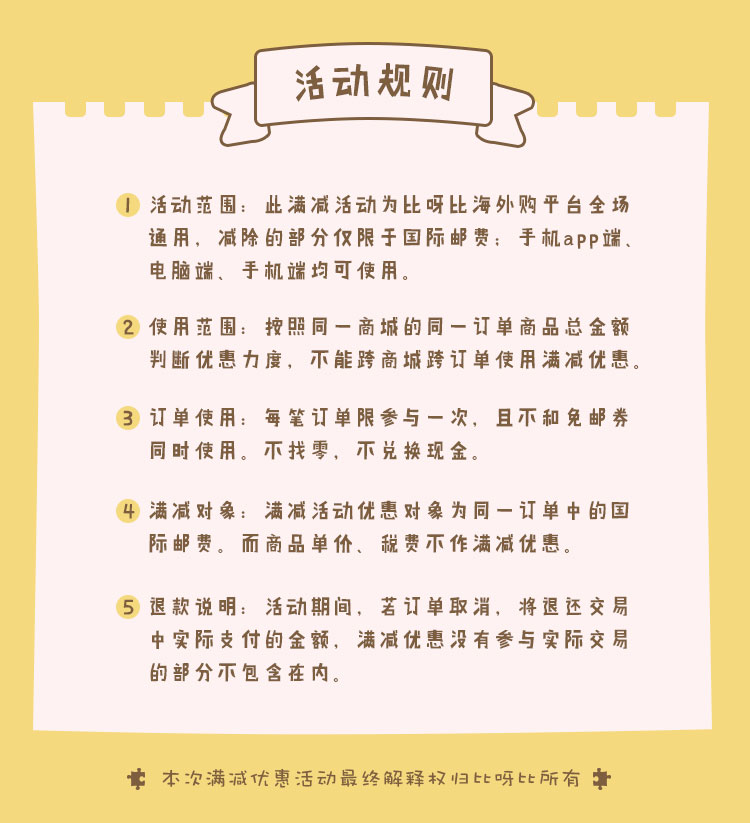 活动规则
1 活动范围：此满减活动为比呀比海外购平台全场
通用，减除的部分仅限于国际邮费；手机app端、
电脑端、手机端均可使用。
2 使用范围：按照同一商城的同一订单商品总金额
判断优惠力度，不能跨商城跨订单使用满减优惠。
3 订单使用：每笔订单限参与一次，且不和免邮券
同时使用。不找零，不兑换现金。
4 满减对象：满减活动优惠对象为同一订单中的国
际邮费。而商品单价、税费不作满减优惠。
5 退款说明：活动期间，若订单取消，将退还交易
中实际支付的金额，满减优惠没有参与实际交易
的部分不包含在内。
本次满减优惠活动最终解释权归比呀比所有